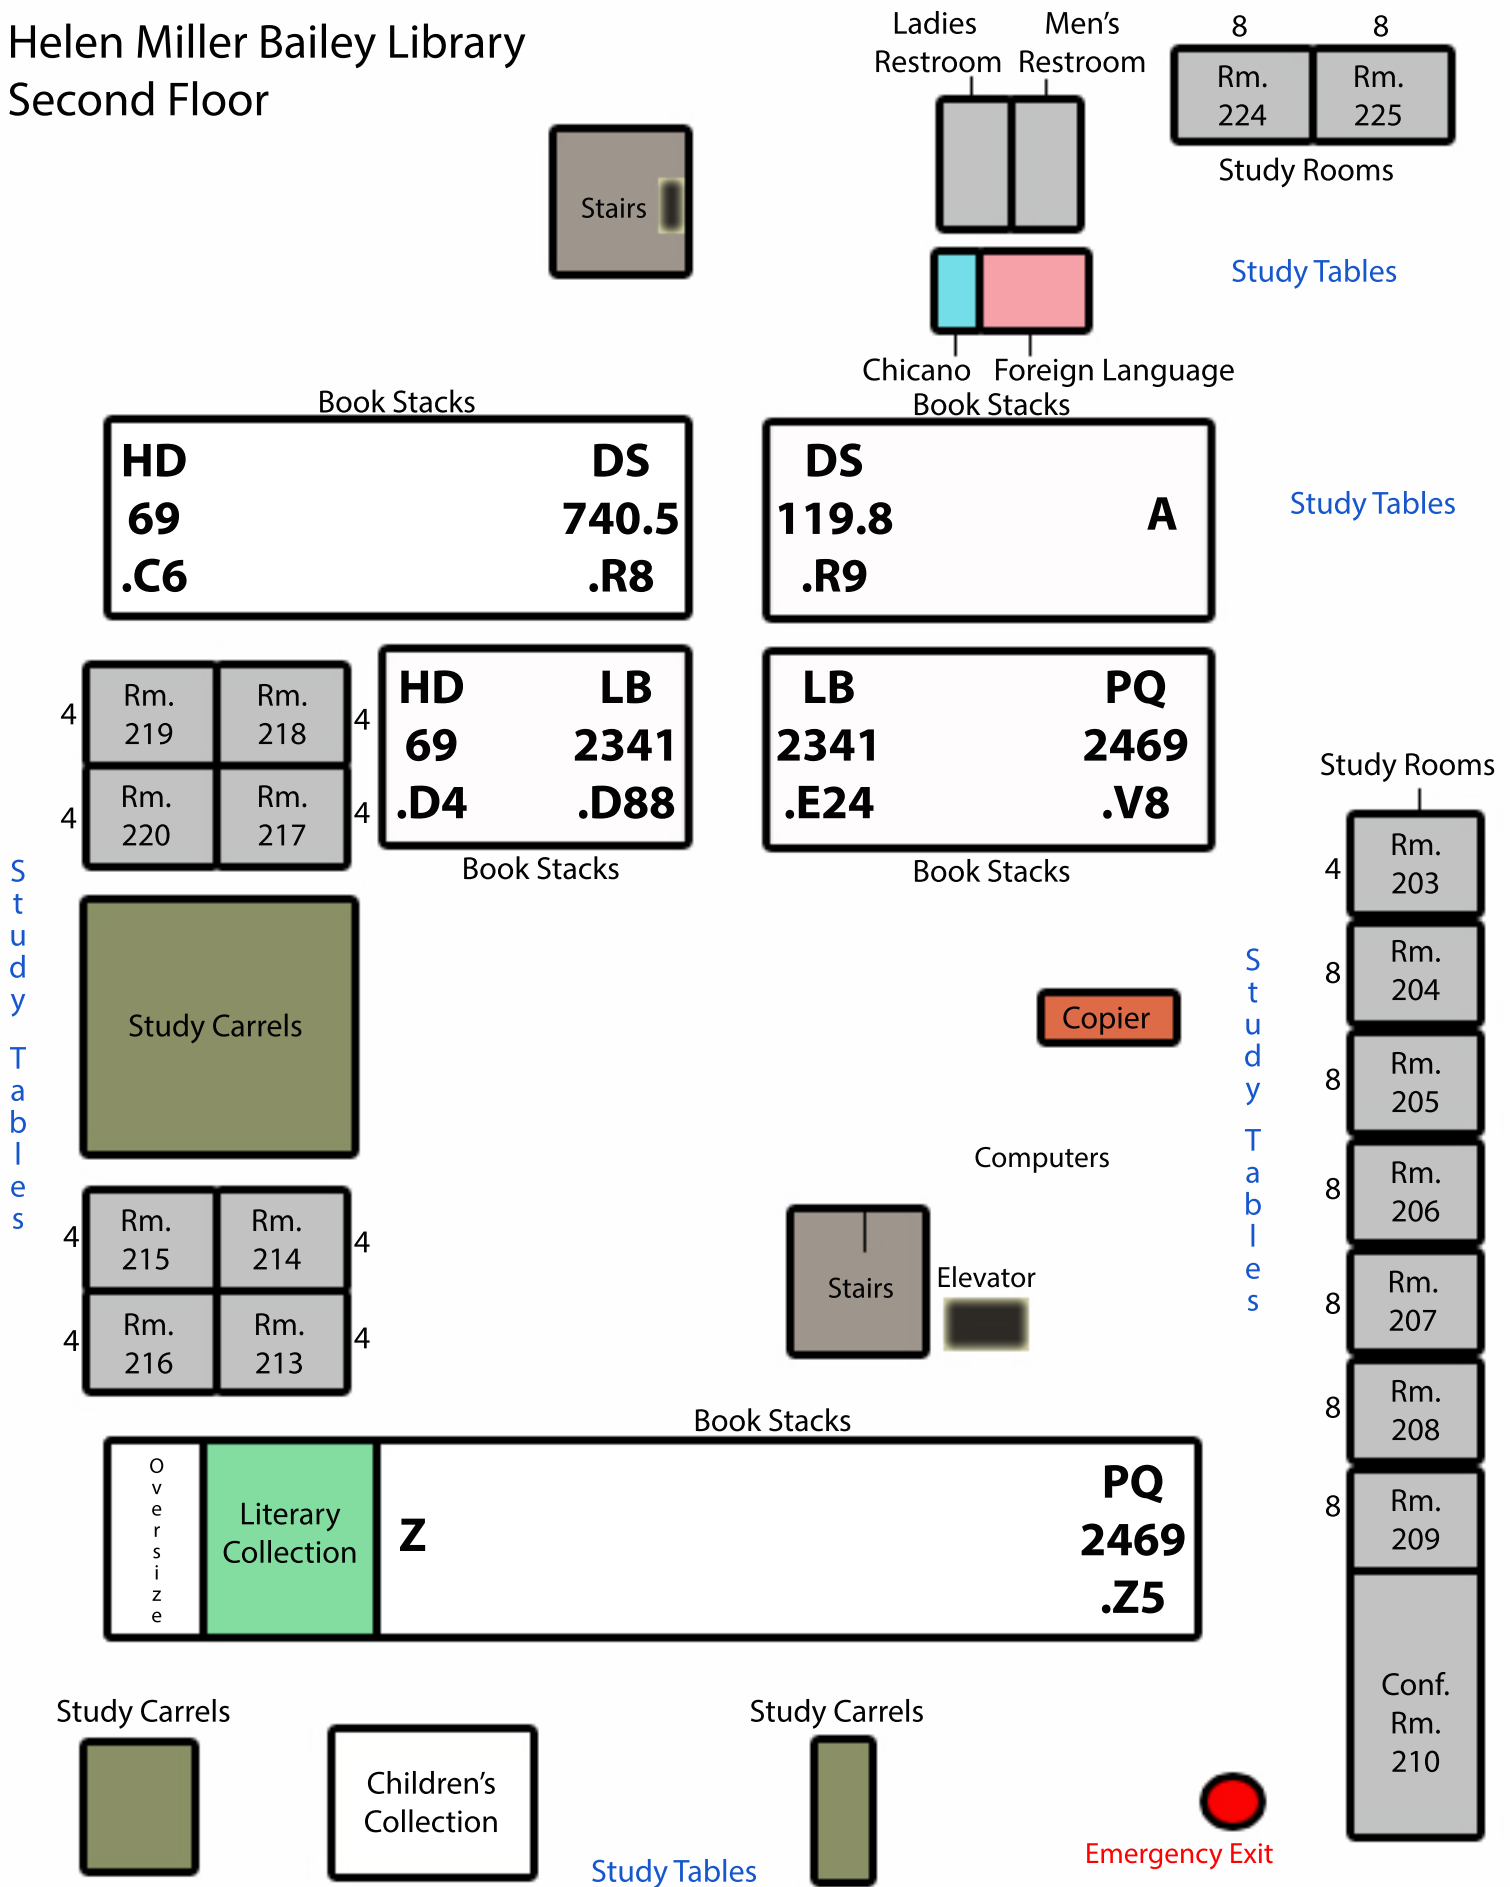 Helen Miller Bailey Library
Second Floor
Ladies
Restroom
Men's
Restroom
8
8
Rm.
224
Rm.
225
Study Rooms
Stairs
Study Tables
Chicano
Foreign Language
Book Stacks
HD
69
.C6
DS
740.5
.R8
Book Stacks
DS
119.8
.R9
A
Study Tables
4
Rm.
219
Rm.
218
4
4
Rm.
220
Rm.
217
4
HD
69
.D4
LB
2341
.D88
Book Stacks
LB
2341
.E24
PQ
2469
.V8
Book Stacks
Study Rooms
4
Rm.
203
8
Rm.
204
8
Rm.
205
8
Rm.
206
8
Rm.
207
8
Rm.
208
8
Rm.
209
Conf.
Rm.
210
Study Tables
Study Carrels
Study Tables
Copier
Computers
Stairs
Elevator
4
Rm.
215
Rm.
214
4
4
Rm.
216
Rm.
213
4
Book Stacks
Oversize
Literary
Collection
Z
PQ
2469
.Z5
Study Carrels
Children's
Collection
Study Tables
Study Carrels
Emergency Exit